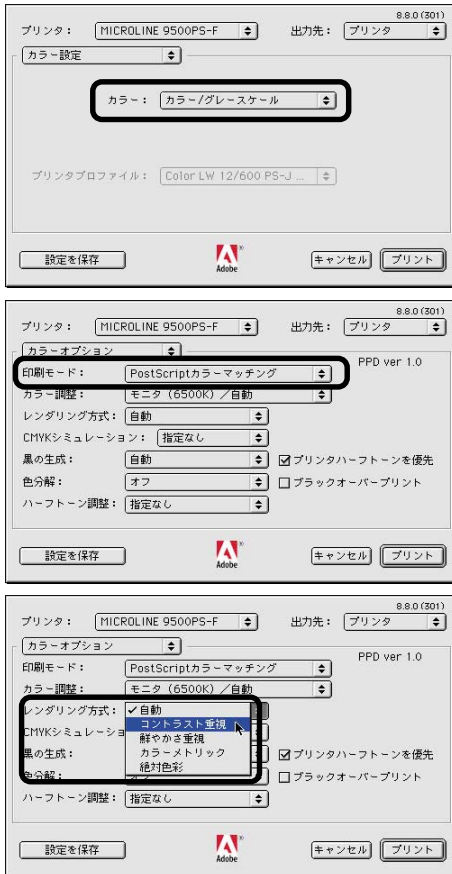 8.8.0 (301)
プリンタ： MICROLINE 9500PS-F 出力先： プリンタ
カラー設定
カラー： カラー/グレースケール
プリンタプロファイル： Color LW 12/600 PS-J ...
設定を保存 Adobe キャンセル プリント
8.8.0 (301)
プリンタ： MICROLINE 9500PS-F 出力先： プリンタ
カラーオプション
PPD ver 1.0
印刷モード： PostScriptカラーマッチング
カラー調整： モニタ（6500K）／自動
レンダリング方式： 自動
CMYKシミュレーション： 指定なし
黒の生成： 自動 プリンタハーフトーンを優先
色分解： オフ ブラックオーバープリント
ハーフトーン調整： 指定なし
設定を保存 Adobe キャンセル プリント
8.8.0 (301)
プリンタ： MICROLINE 9500PS-F 出力先： プリンタ
カラーオプション
PPD ver 1.0
印刷モード： PostScriptカラーマッチング
カラー調整： モニタ（6500K）／自動
レンダリング方式： ✓自動
コントラスト重視
CMYKシミュレーショ 鮮やかさ重視
黒の生成： カラーメトリック プリンタハーフトーンを優先
絶対色彩
色分解： オフ ブラックオーバープリント
ハーフトーン調整： 指定なし
設定を保存 Adobe キャンセル プリント